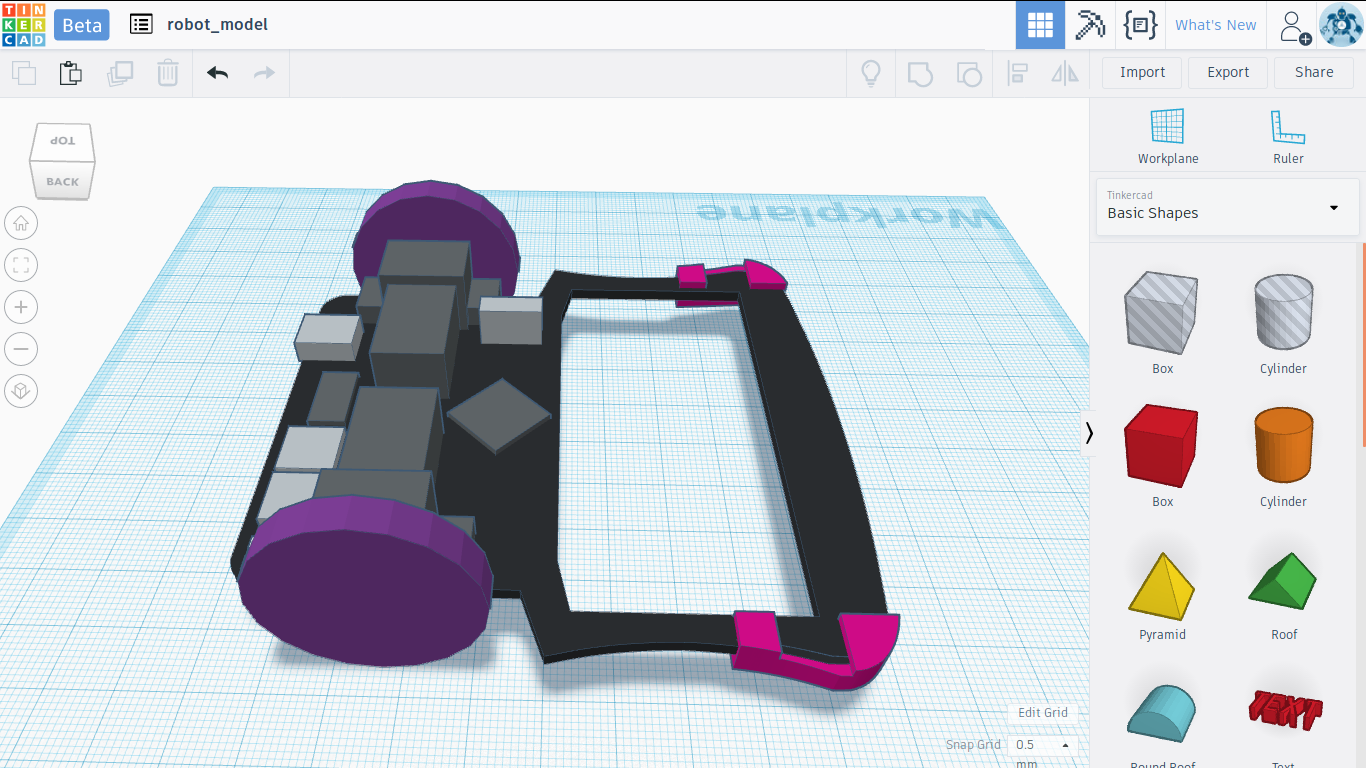 TIN
KER
CAD
Beta
robot_model
What's New
Import
Export
Share
TOP
BACK
Workplane
Workplane
Ruler
Tinkercad
Basic Shapes
Box
Cylinder
Box
Cylinder
Pyramid
Roof
TEXT
Round Roof
Text
Edit Grid
Snap Grid
0.5
mm